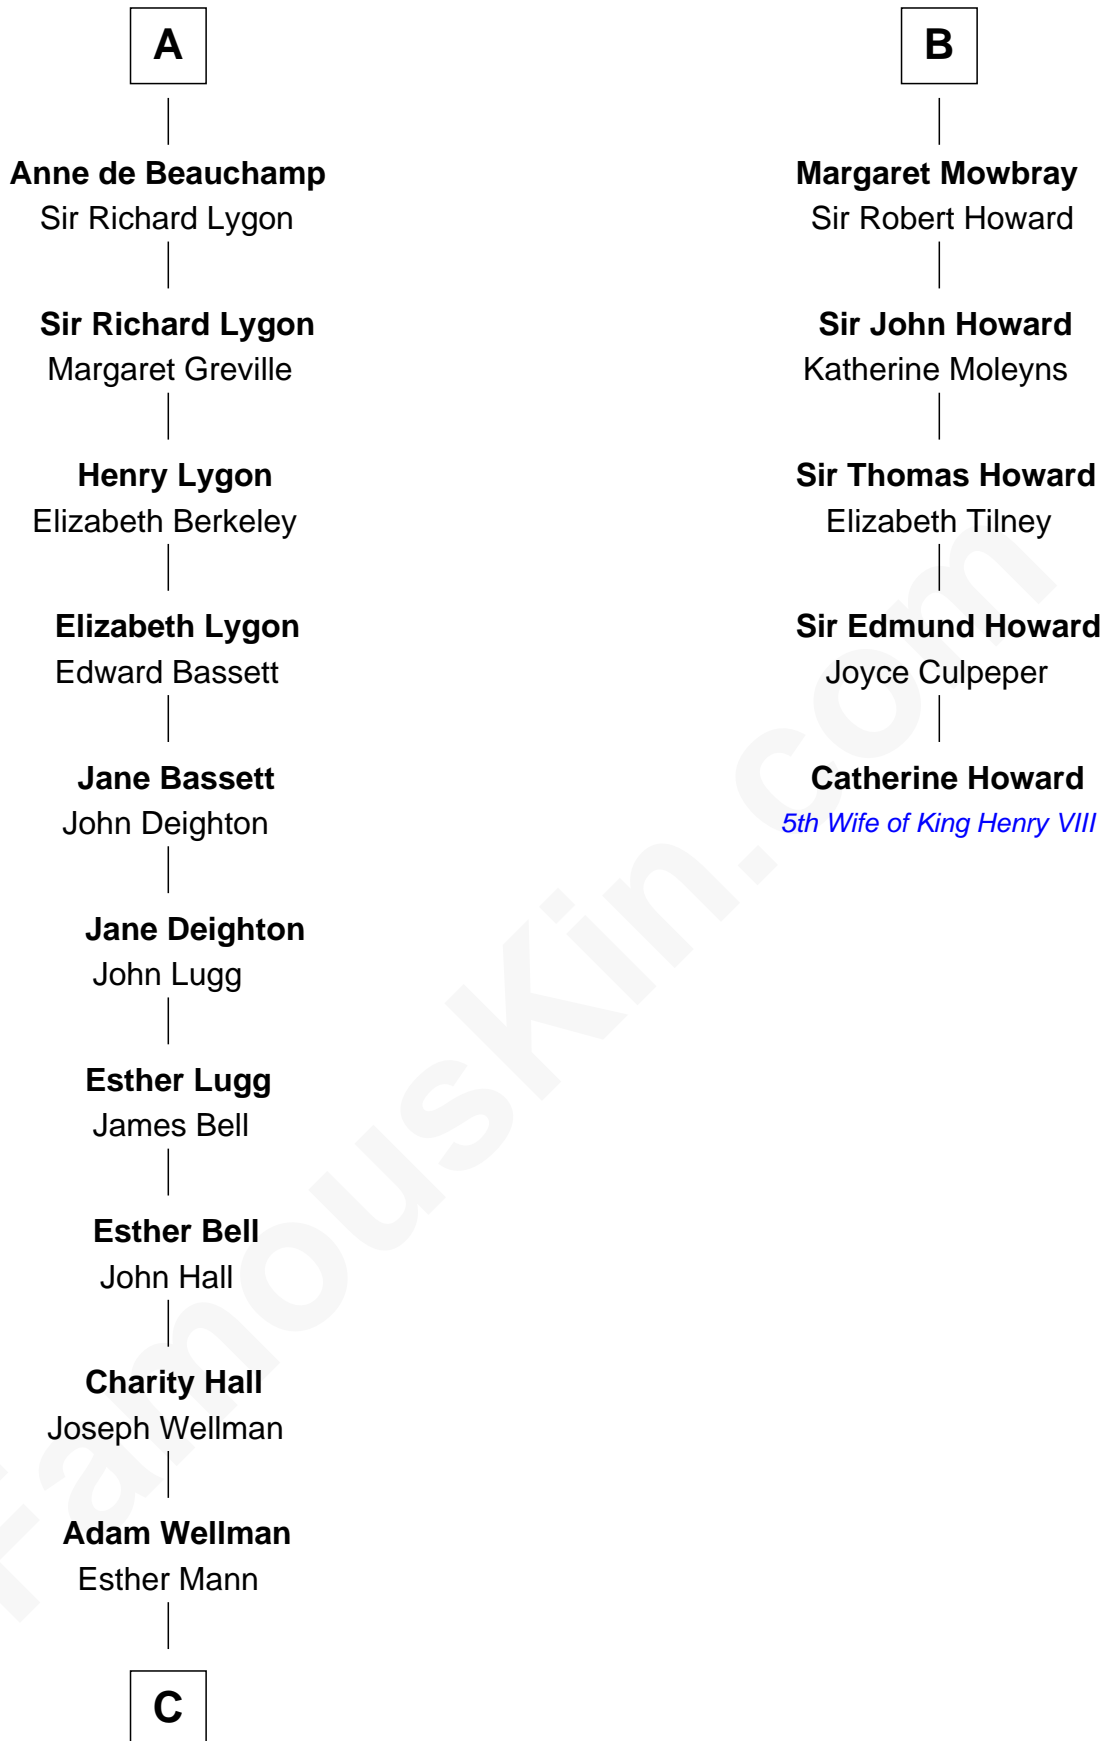 A
Anne de Beauchamp
Sir Richard Lygon
Sir Richard Lygon
Margaret Greville
Henry Lygon
Elizabeth Berkeley
Elizabeth Lygon
Edward Bassett
Jane Bassett
John Deighton
Jane Deighton
John Lugg
Esther Lugg
James Bell
Esther Bell
John Hall
Charity Hall
Joseph Wellman
Adam Wellman
Esther Mann
C
B
Margaret Mowbray
Sir Robert Howard
Sir John Howard
Katherine Moleyns
Sir Thomas Howard
Elizabeth Tilney
Sir Edmund Howard
Joyce Culpeper
Catherine Howard
5th Wife of King Henry VIII
FamousKin.com